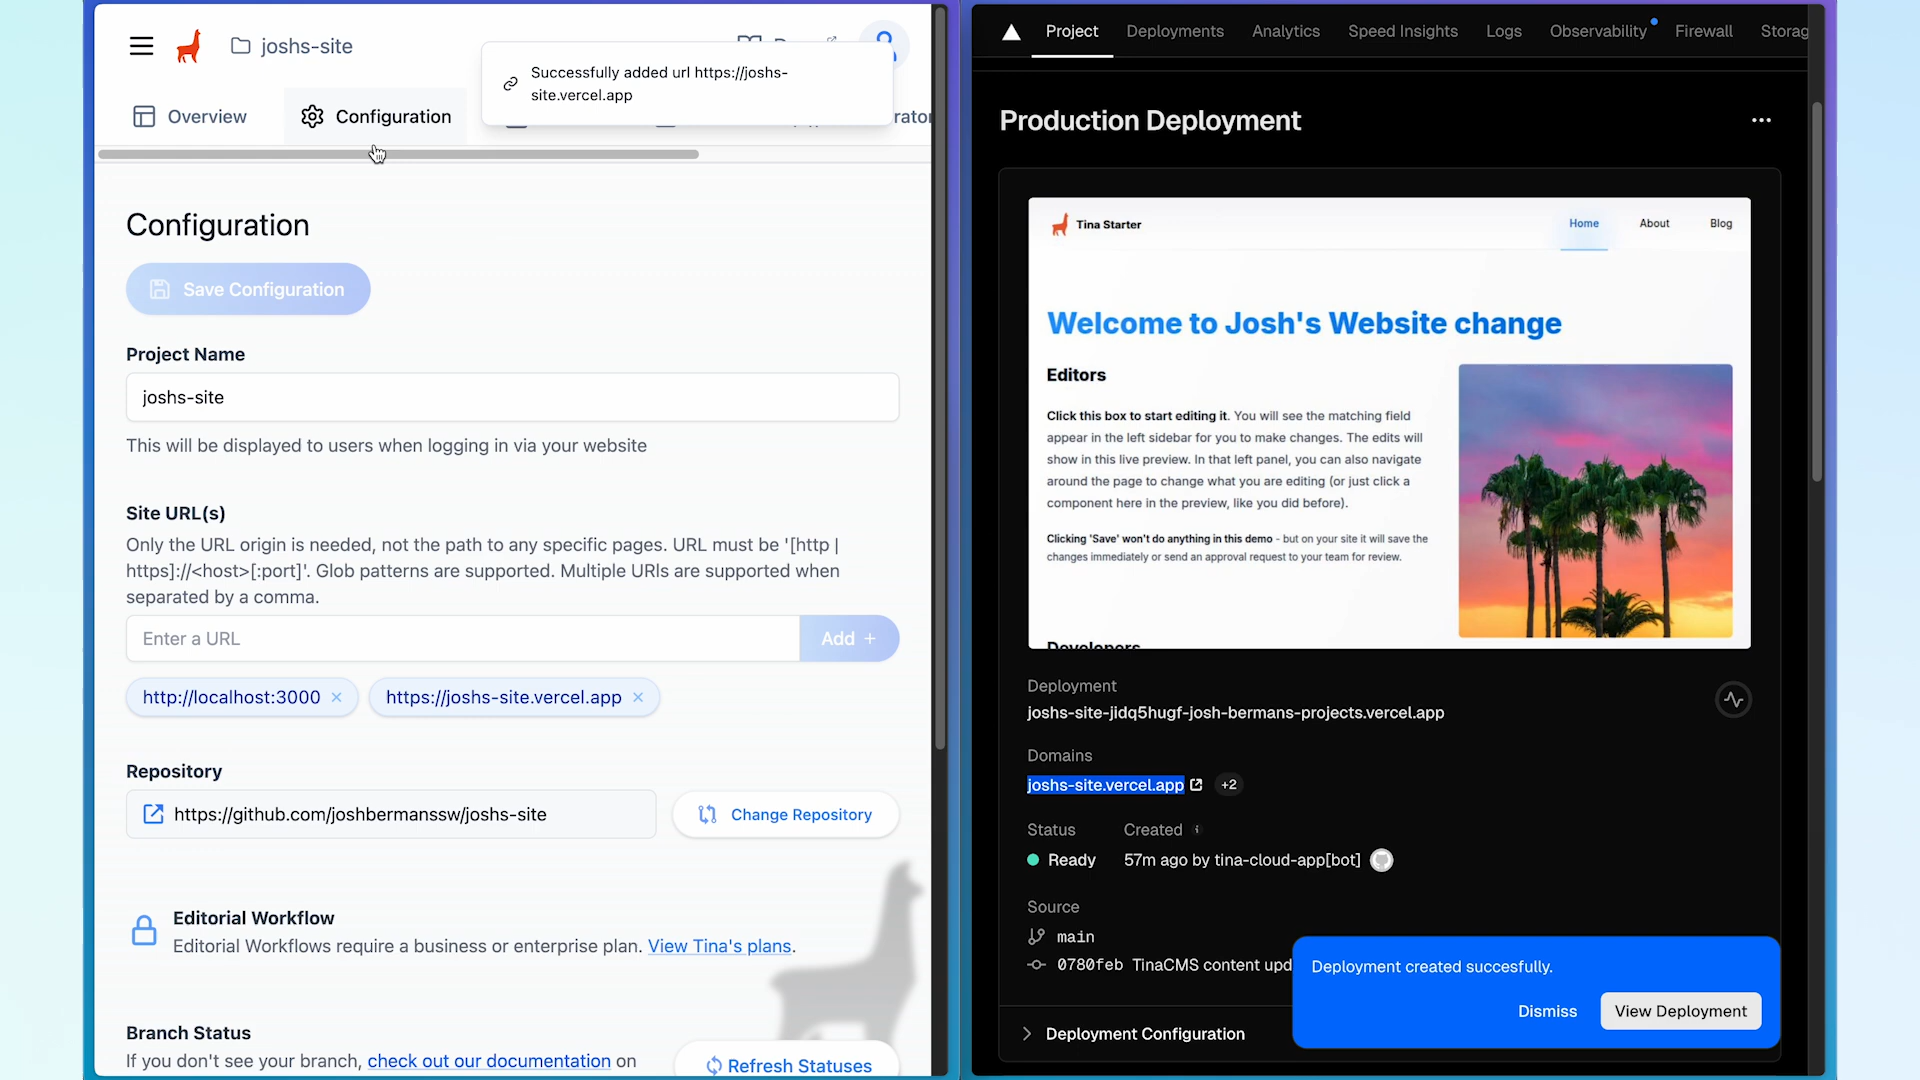 joshs-site
Successfully added url https://joshs-
site.vercel.app
Overview
Configuration
Configuration
Save Configuration
Project Name
joshs-site
This will be displayed to users when logging in via your website
Site URL(s)
Only the URL origin is needed, not the path to any specific pages. URL must be '[http |
https]://<host>[:port]'. Glob patterns are supported. Multiple URIs are supported when
separated by a comma.
Enter a URL
Add +
http://localhost:3000 ×
https://joshs-site.vercel.app ×
Repository
https://github.com/joshbermanssw/joshs-site
Change Repository
Editorial Workflow
Editorial Workflows require a business or enterprise plan. View Tina's plans.
Branch Status
If you don't see your branch, check out our documentation on
Refresh Statuses
Project
Deployments
Analytics
Speed Insights
Logs
Observability
Firewall
Storag
Production Deployment
Tina Starter
Home
About
Blog
Welcome to Josh's Website change
Editors
Click this box to start editing it. You will see the matching field
appear in the left sidebar for you to make changes. The edits will
show in this live preview. In that left panel, you can also navigate
around the page to change what you are editing (or just click a
component here in the preview, like you did before).
Clicking 'Save' won't do anything in this demo - but on your site it will save the
changes immediately or send an approval request to your team for review.
Developers
Deployment
joshs-site-jidq5hugf-josh-bermans-projects.vercel.app
Domains
joshs-site.vercel.app
+2
Status
Created
Ready
57m ago by tina-cloud-app[bot]
Source
main
0780feb TinaCMS content upd
Deployment created succesfully.
Dismiss
View Deployment
Deployment Configuration